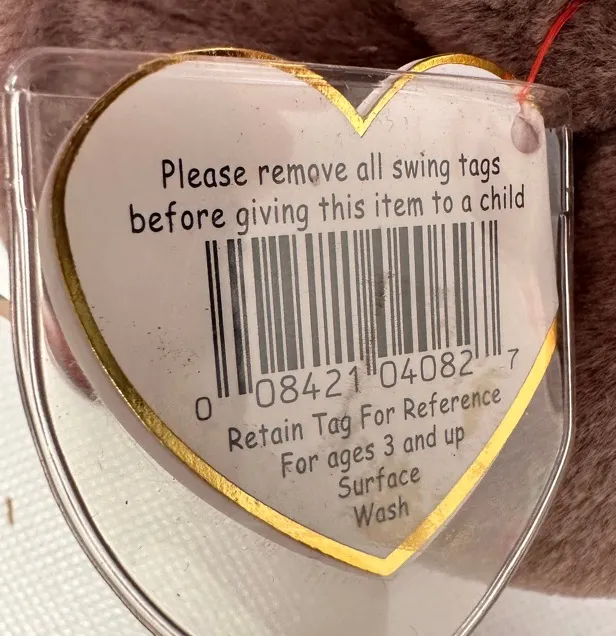 Please remove all swing tags
before giving this item to a child
0 08421 04082 7
Retain Tag For Reference
For ages 3 and up
Surface
Wash